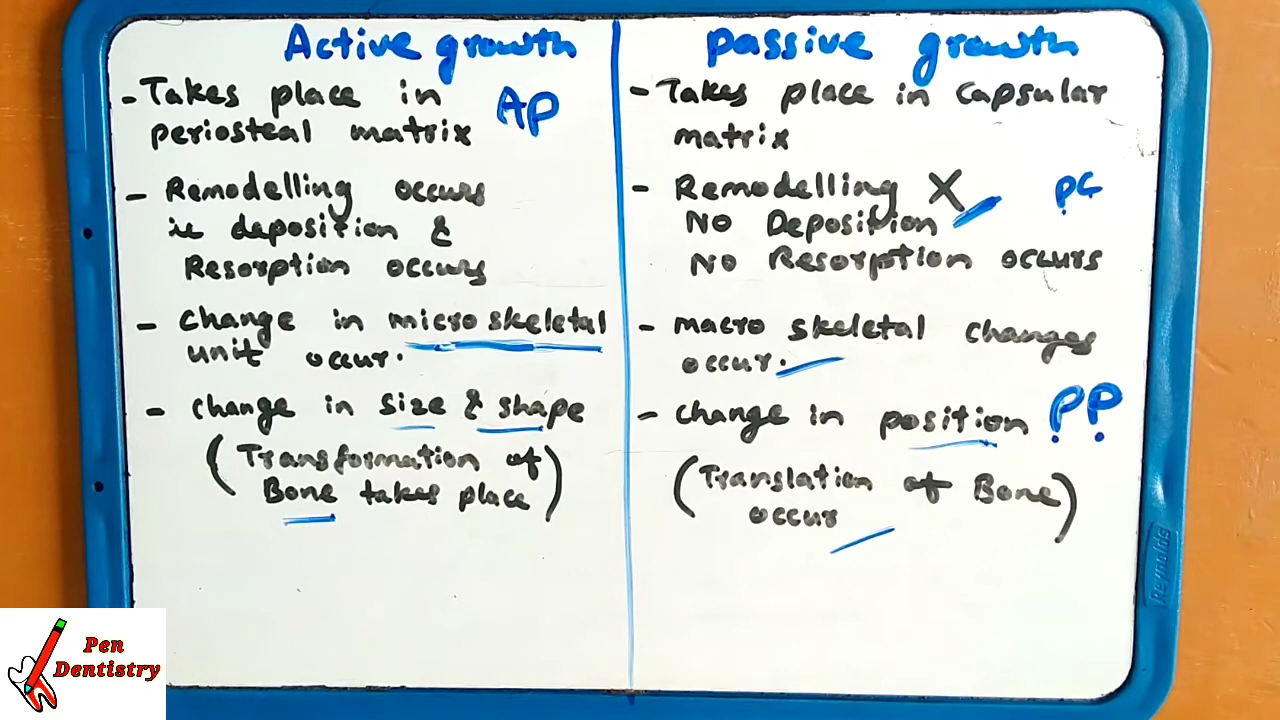 Active growth
- Takes place in
periosteal matrix
AP
- Remodelling occurs
ie deposition &
Resorption occurs
- change in micro skeletal
unit occur.
- change in size & shape
(Transformation of
Bone takes place)
passive growth
- Takes place in capsular
matrix
- Remodelling X
No Deposition
No Resorption occurs
PC
- macro skeletal changes
occur.
- change in position
PP
(Translation of Bone
occur)
Reynolds
Pen
Dentistry